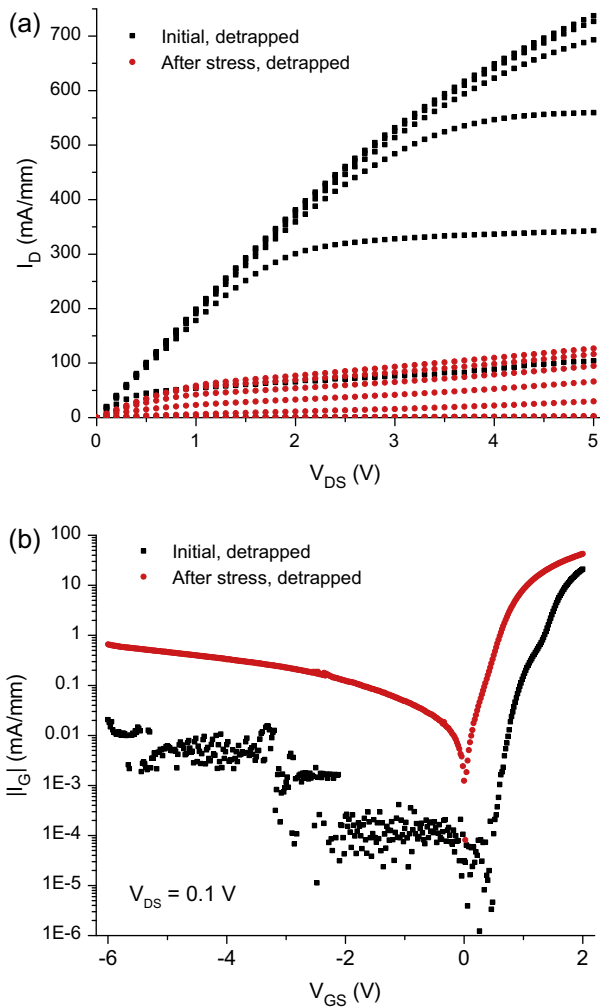 (a)
Initial, detrapped
After stress, detrapped
700
600
500
400
300
200
100
0
I_D (mA/mm)
0 1 2 3 4 5
V_DS (V)
(b)
Initial, detrapped
After stress, detrapped
100
10
1
0.1
0.01
1E-3
1E-4
1E-5
1E-6
|I_G| (mA/mm)
V_DS = 0.1 V
-6 -4 -2 0 2
V_GS (V)